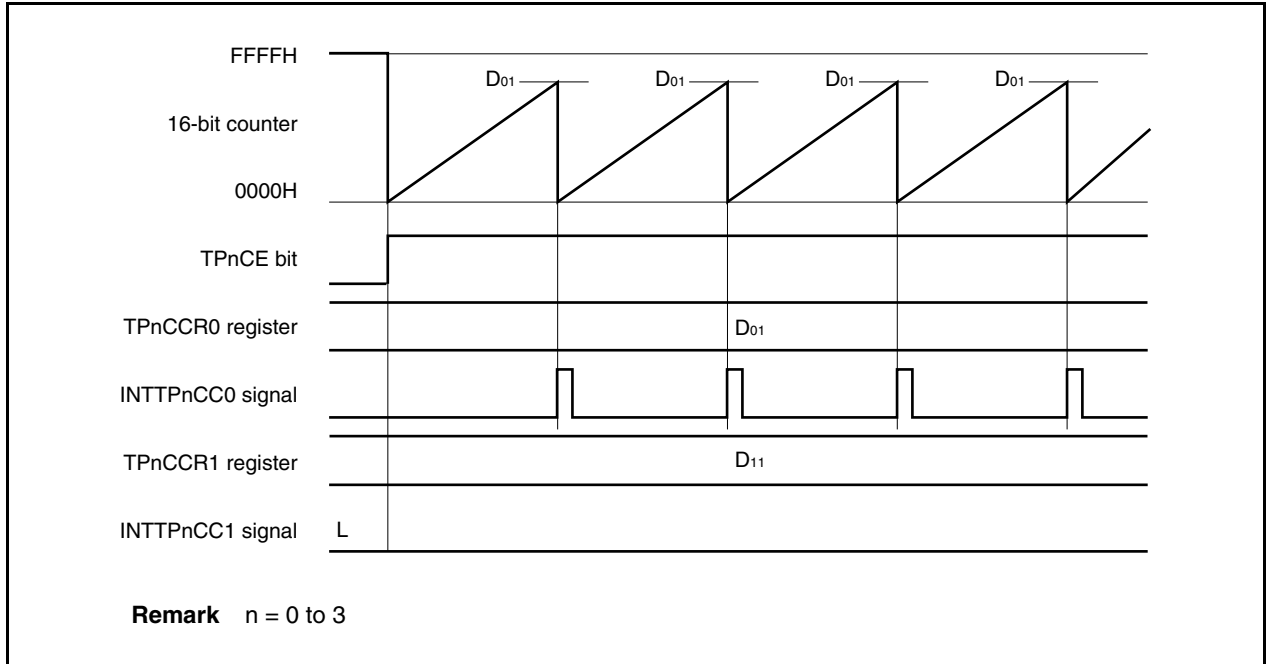 FFFFH
D01 D01 D01 D01
16-bit counter
0000H
TPnCE bit
TPnCCR0 register D01
INTTPnCC0 signal
TPnCCR1 register D11
INTTPnCC1 signal L
Remark n = 0 to 3